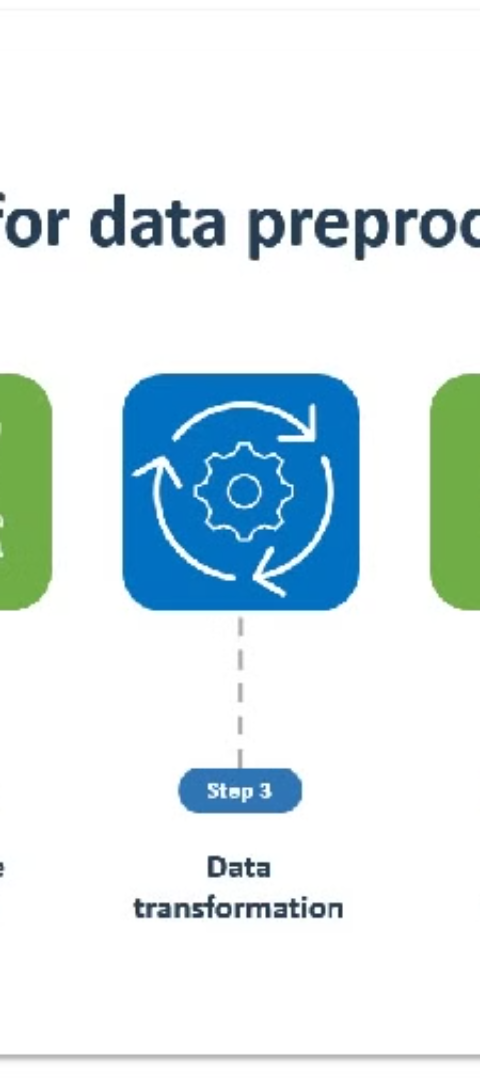 for data preproc
Step 3
e
Data
transformation